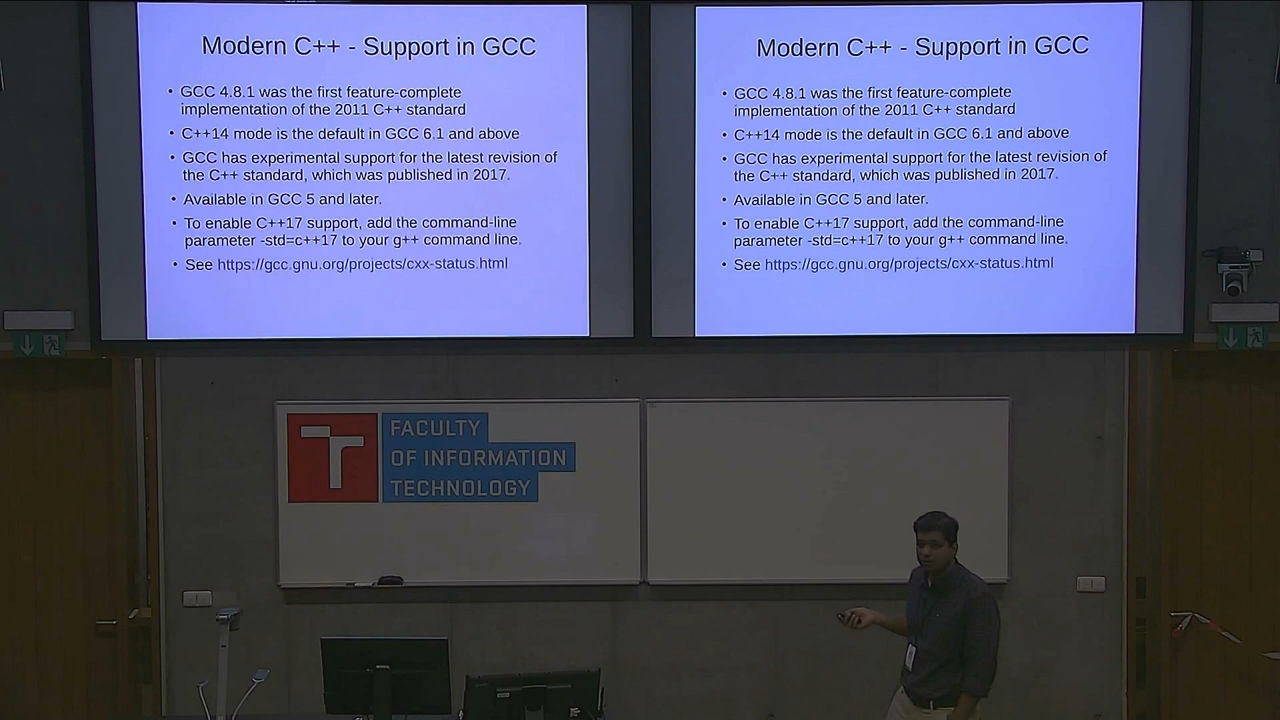 Modern C++ - Support in GCC
• GCC 4.8.1 was the first feature-complete
implementation of the 2011 C++ standard
• C++14 mode is the default in GCC 6.1 and above
• GCC has experimental support for the latest revision of
the C++ standard, which was published in 2017.
• Available in GCC 5 and later.
• To enable C++17 support, add the command-line
parameter -std=c++17 to your g++ command line.
• See https://gcc.gnu.org/projects/cxx-status.html
Modern C++ - Support in GCC
• GCC 4.8.1 was the first feature-complete
implementation of the 2011 C++ standard
• C++14 mode is the default in GCC 6.1 and above
• GCC has experimental support for the latest revision of
the C++ standard, which was published in 2017.
• Available in GCC 5 and later.
• To enable C++17 support, add the command-line
parameter -std=c++17 to your g++ command line.
• See https://gcc.gnu.org/projects/cxx-status.html
T FACULTY
OF INFORMATION
TECHNOLOGY